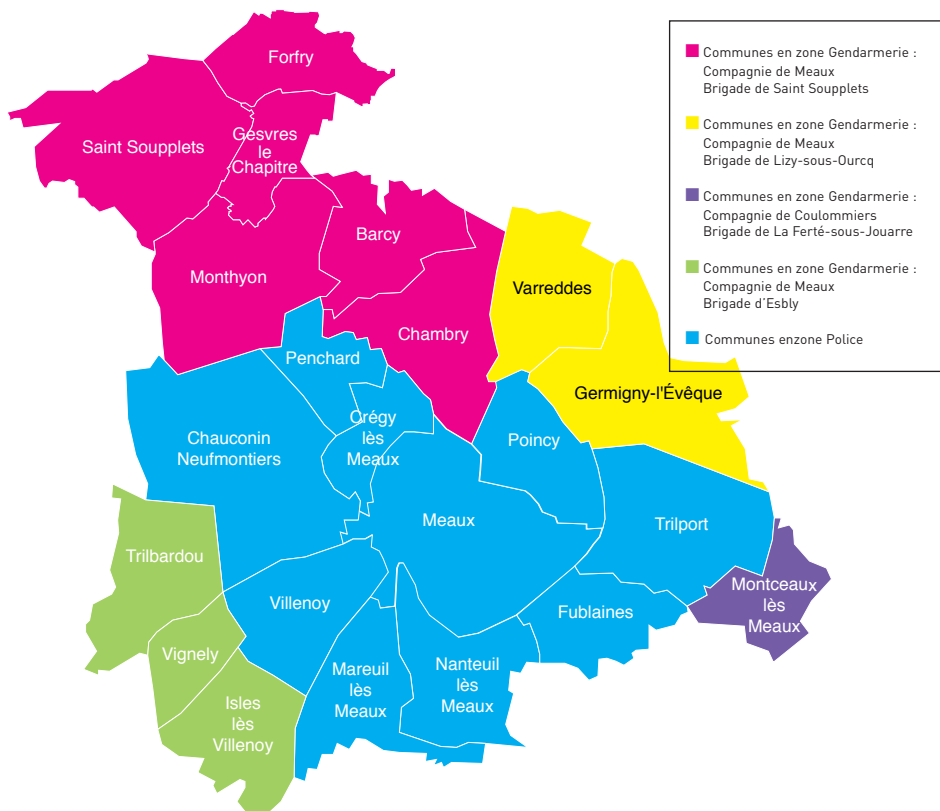 Forfry
Saint Soupplets
Gesvres
le
Chapitre
Barcy
Monthyon
Chambry
Varreddes
Germigny-l'Évêque
Penchard
Crégy
lès
Meaux
Chauconin
Neufmontiers
Poincy
Meaux
Trilport
Trilbardou
Villenoy
Montceaux
lès
Meaux
Fublaines
Vignely
Mareuil
lès
Meaux
Nanteuil
lès
Meaux
Isles
lès
Villenoy
Communes en zone Gendarmerie :
Compagnie de Meaux
Brigade de Saint Soupplets
Communes en zone Gendarmerie :
Compagnie de Meaux
Brigade de Lizy-sous-Ourcq
Communes en zone Gendarmerie :
Compagnie de Coulommiers
Brigade de La Ferté-sous-Jouarre
Communes en zone Gendarmerie :
Compagnie de Meaux
Brigade d'Esbly
Communes enzone Police